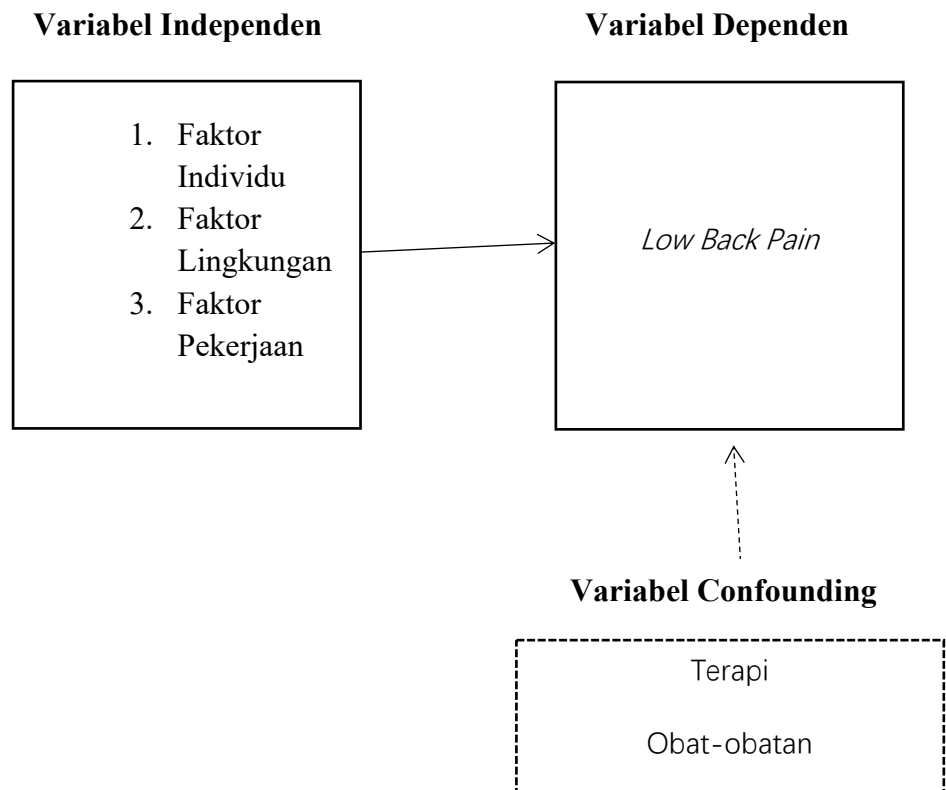 Variabel Independen
Variabel Dependen
1. Faktor
Individu
2. Faktor
Lingkungan
3. Faktor
Pekerjaan
Low Back Pain
Variabel Confounding
Terapi
Obat-obatan